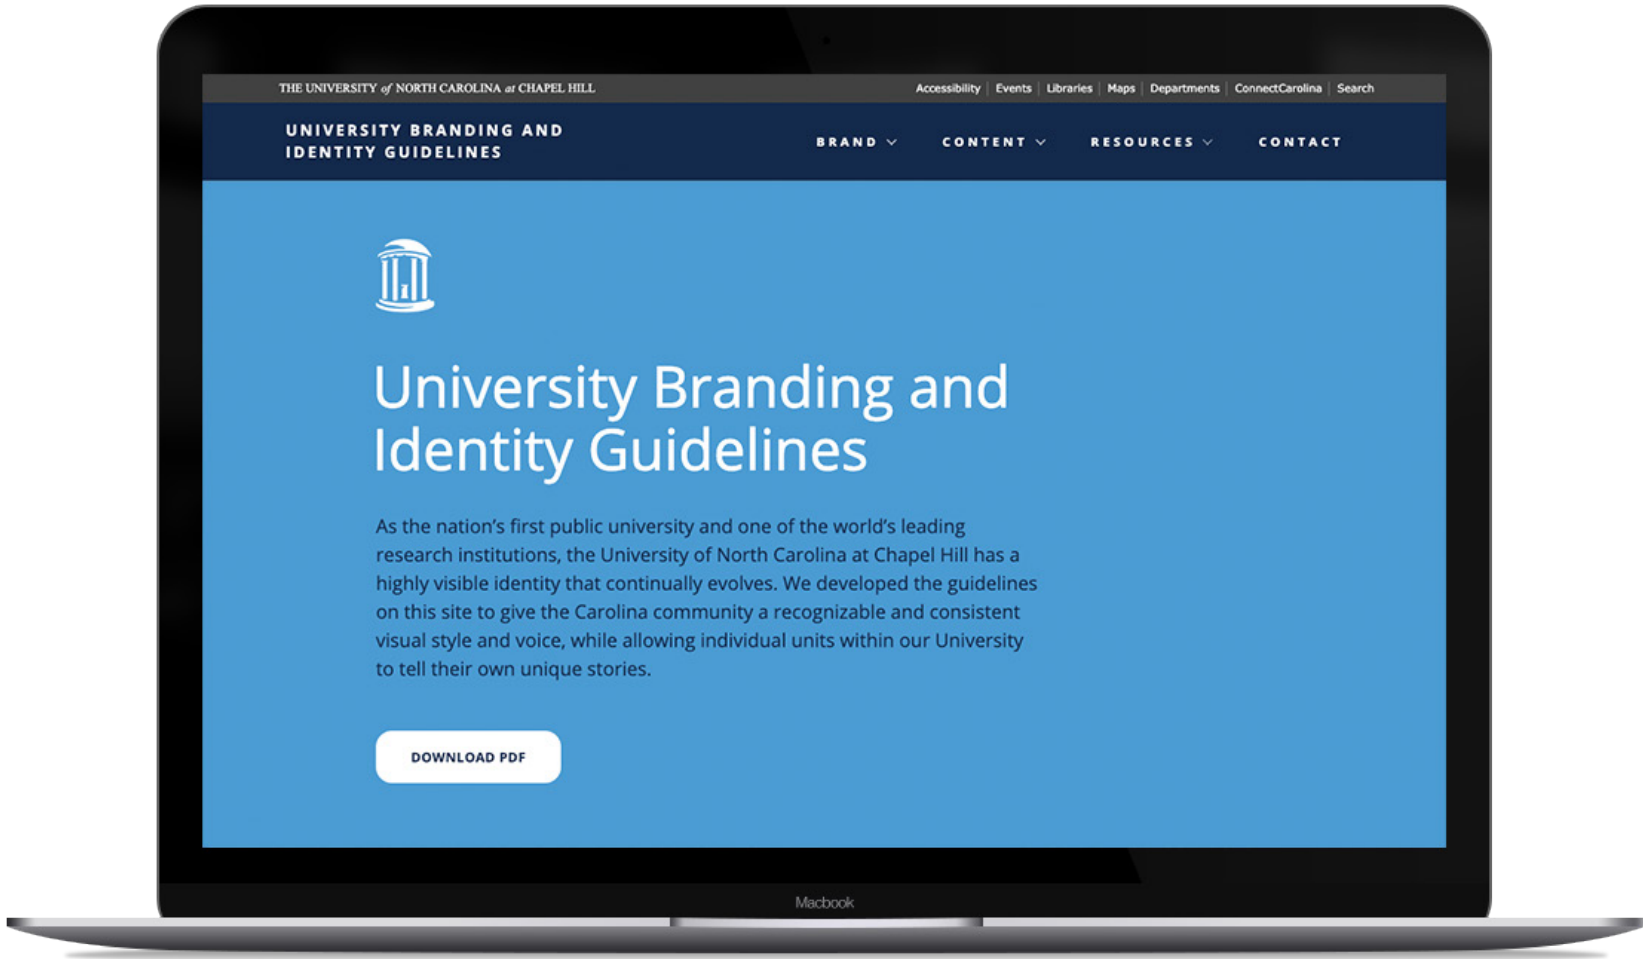 THE UNIVERSITY of NORTH CAROLINA at CHAPEL HILL
Accessibility Events Libraries Maps Departments ConnectCarolina Search
UNIVERSITY BRANDING AND
IDENTITY GUIDELINES
BRAND CONTENT RESOURCES CONTACT
University Branding and
Identity Guidelines
As the nation’s first public university and one of the world’s leading
research institutions, the University of North Carolina at Chapel Hill has a
highly visible identity that continually evolves. We developed the guidelines
on this site to give the Carolina community a recognizable and consistent
visual style and voice, while allowing individual units within our University
to tell their own unique stories.
DOWNLOAD PDF
Macbook